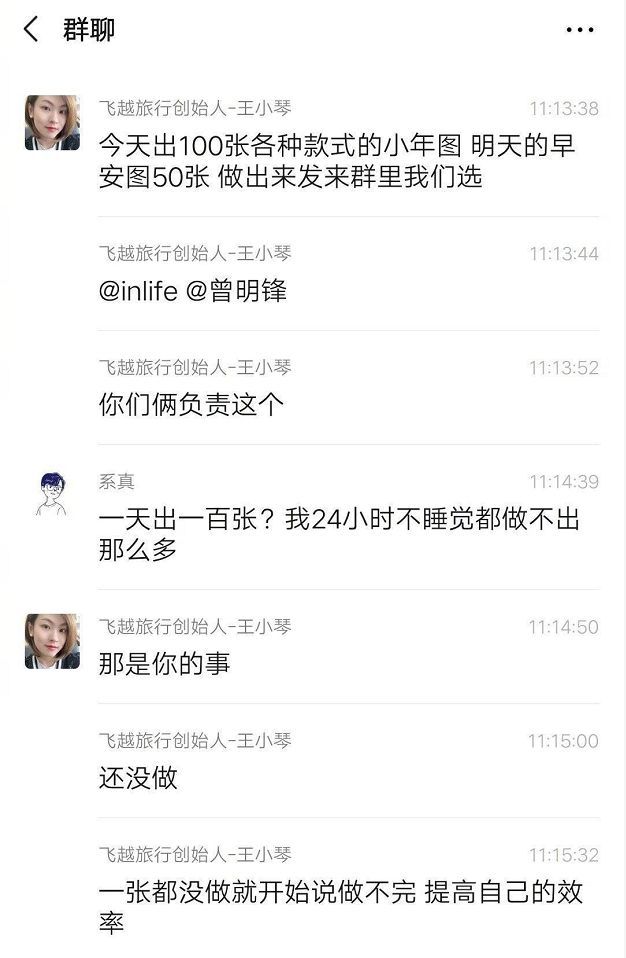 群聊
飞越旅行创始人-王小琴 11:13:38
今天出100张各种款式的小年图 明天的早
安图50张 做出来发来群里我们选
飞越旅行创始人-王小琴 11:13:44
@inlife @曾明锋
飞越旅行创始人-王小琴 11:13:52
你们俩负责这个
系真 11:14:39
一天出一百张？我24小时不睡觉都做不出
那么多
飞越旅行创始人-王小琴 11:14:50
那是你的事
飞越旅行创始人-王小琴 11:15:00
还没做
飞越旅行创始人-王小琴 11:15:32
一张都没做就开始说做不完 提高自己的效
率